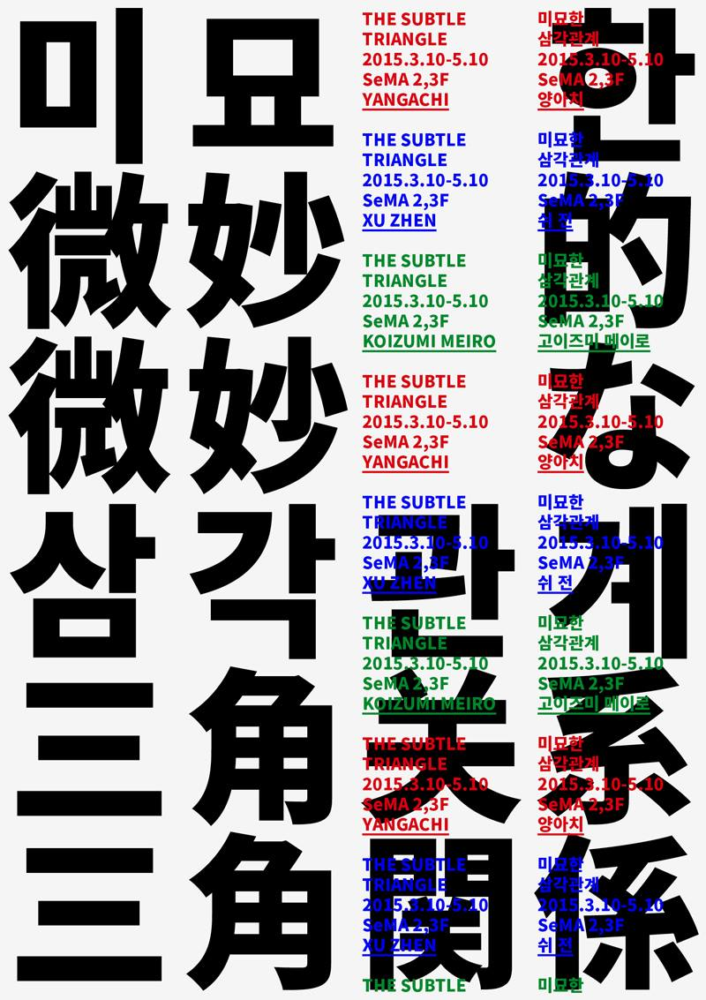 미묘한
微妙的
微妙な
삼각관계
三角关系
三角関係
THE SUBTLE
TRIANGLE
2015.3.10-5.10
SeMA 2,3F
YANGACHI
THE SUBTLE
TRIANGLE
2015.3.10-5.10
SeMA 2,3F
XU ZHEN
THE SUBTLE
TRIANGLE
2015.3.10-5.10
SeMA 2,3F
KOIZUMI MEIRO
THE SUBTLE
TRIANGLE
2015.3.10-5.10
SeMA 2,3F
YANGACHI
THE SUBTLE
TRIANGLE
2015.3.10-5.10
SeMA 2,3F
XU ZHEN
THE SUBTLE
TRIANGLE
2015.3.10-5.10
SeMA 2,3F
KOIZUMI MEIRO
THE SUBTLE
TRIANGLE
2015.3.10-5.10
SeMA 2,3F
YANGACHI
THE SUBTLE
TRIANGLE
2015.3.10-5.10
SeMA 2,3F
XU ZHEN
THE SUBTLE
미묘한
삼각관계
2015.3.10-5.10
SeMA 2,3F
양아치
미묘한
삼각관계
2015.3.10-5.10
SeMA 2,3F
쉬 전
미묘한
삼각관계
2015.3.10-5.10
SeMA 2,3F
고이즈미 메이로
미묘한
삼각관계
2015.3.10-5.10
SeMA 2,3F
양아치
미묘한
삼각관계
2015.3.10-5.10
SeMA 2,3F
쉬 전
미묘한
삼각관계
2015.3.10-5.10
SeMA 2,3F
고이즈미 메이로
미묘한
삼각관계
2015.3.10-5.10
SeMA 2,3F
양아치
미묘한
삼각관계
2015.3.10-5.10
SeMA 2,3F
쉬 전
미묘한